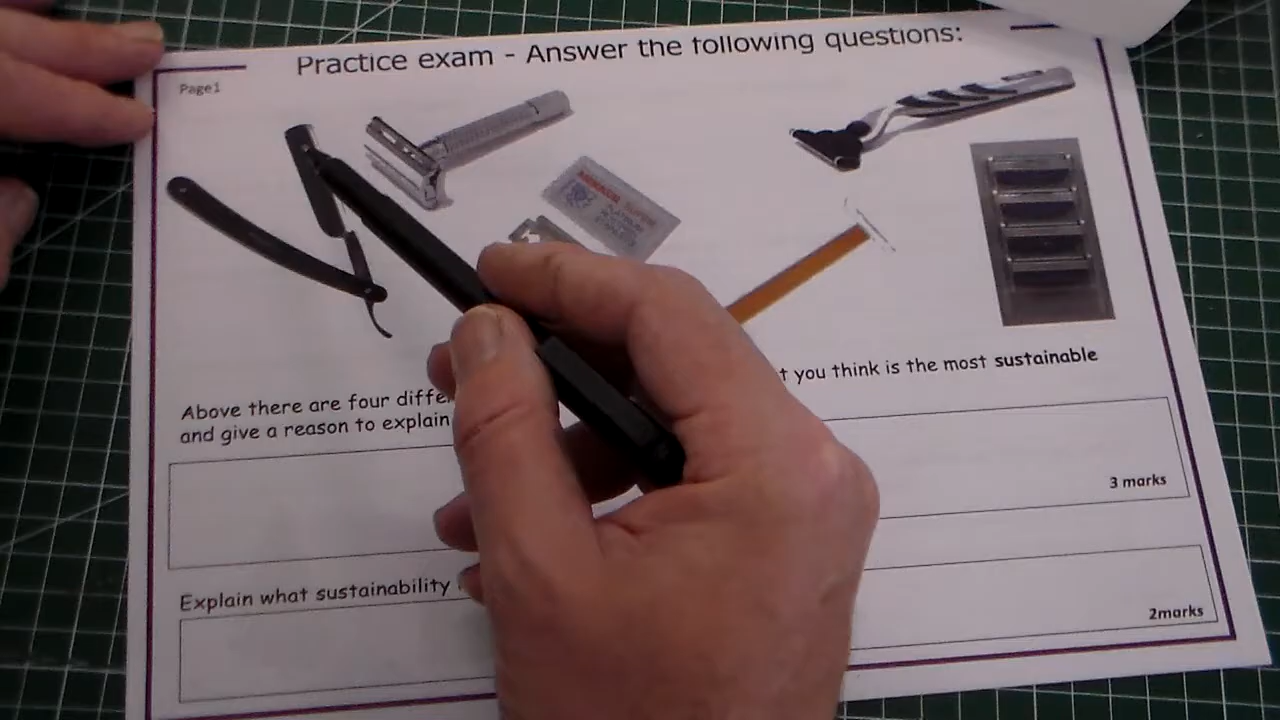 Practice exam - Answer the following questions:
Page1
Above there are four diffe
t you think is the most sustainable
and give a reason to explain
3 marks
Explain what sustainability
2marks